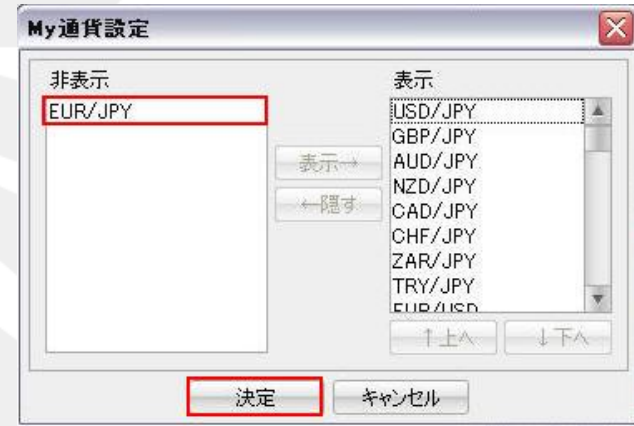 My通貨設定
非表示
EUR/JPY
表示→
←隠す
表示
USD/JPY
GBP/JPY
AUD/JPY
NZD/JPY
CAD/JPY
CHF/JPY
ZAR/JPY
TRY/JPY
EUR/USD
↑上へ
↓下へ
決定
キャンセル